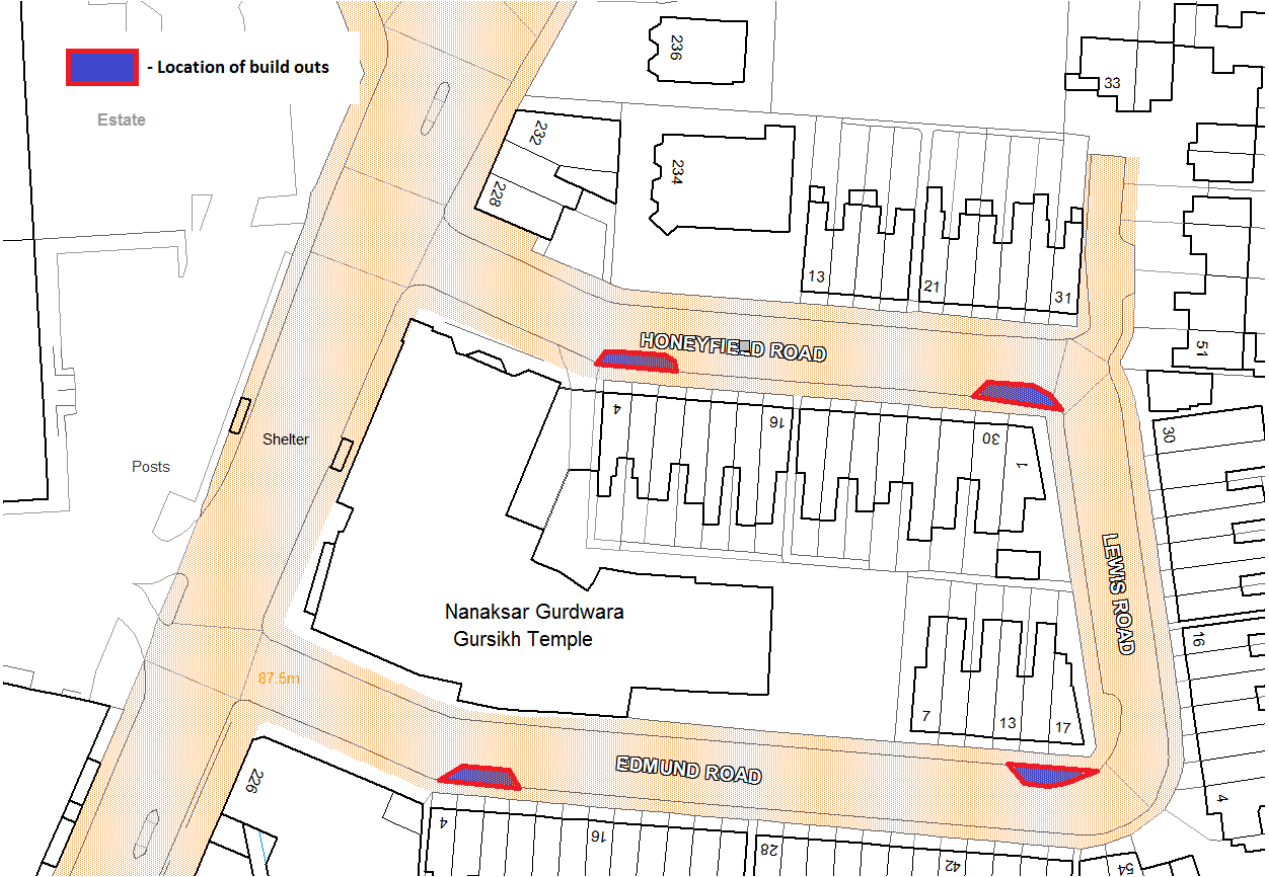 - Location of build outs
Estate
236
33
232
234
228
13
21
31
51
HONEYFIELD ROAD
4
16
30
1
30
Shelter
Posts
LEWIS ROAD
Nanaksar Gurdwara
Gursikh Temple
16
87.5m
7
13
17
EDMUND ROAD
226
4
16
28
42
54
4